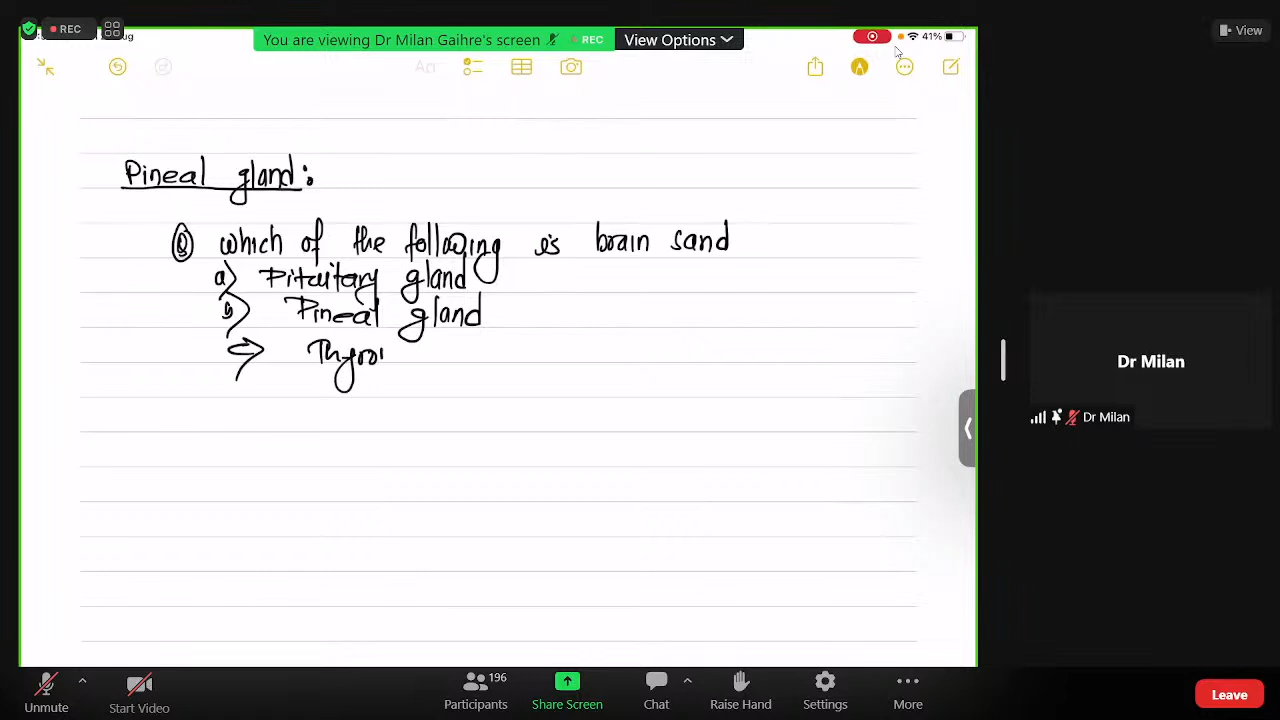 REC
You are viewing Dr Milan Gaihre's screen
REC
View Options
41%
View
Pineal gland:
Q which of the following is brain sand
a) Pituitary gland
b) Pineal gland
c) Thyroi
Dr Milan
Dr Milan
Unmute
Start Video
196
Participants
Share Screen
Chat
Raise Hand
Settings
More
Leave